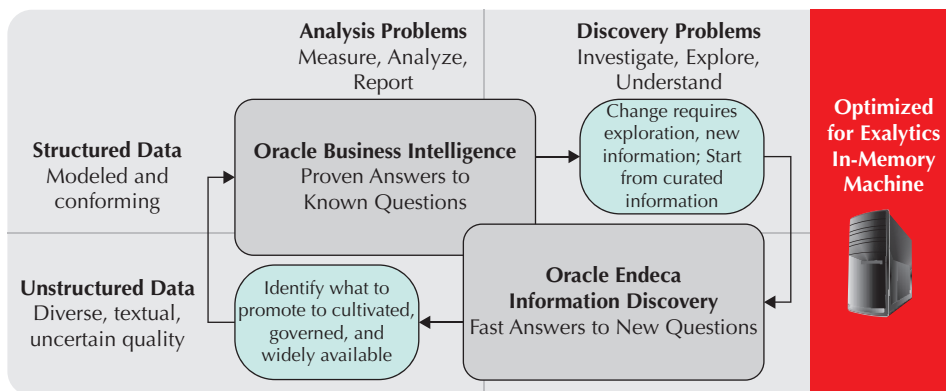 Analysis Problems
Measure, Analyze,
Report
Discovery Problems
Investigate, Explore,
Understand
Structured Data
Modeled and
conforming
Oracle Business Intelligence
Proven Answers to
Known Questions
Change requires
exploration, new
information; Start
from curated
information
Optimized
for Exalytics
In-Memory
Machine
Unstructured Data
Diverse, textual,
uncertain quality
Identify what to
promote to cultivated,
governed, and
widely available
Oracle Endeca
Information Discovery
Fast Answers to New Questions